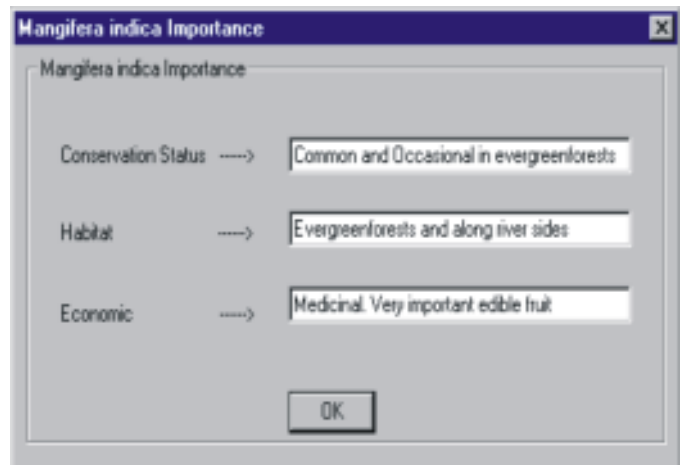 Mangifera indica Importance
Mangifera indica Importance
Conservation Status -----> Common and Occasional in evergreenforests
Habitat -----> Evergreenforests and along river sides
Economic -----> Medicinal. Very important edible fruit
OK